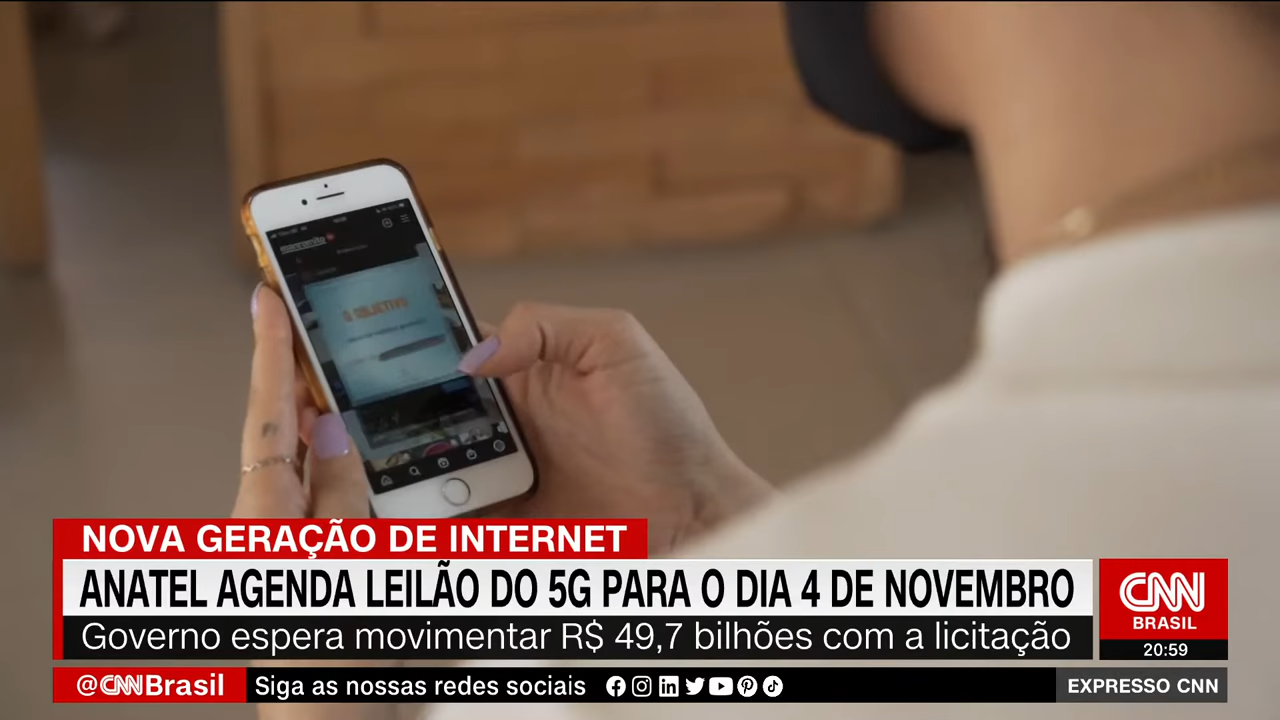 O OBJETIVO
NOVA GERAÇÃO DE INTERNET
ANATEL AGENDA LEILÃO DO 5G PARA O DIA 4 DE NOVEMBRO
Governo espera movimentar R$ 49,7 bilhões com a licitação
CNN
BRASIL
20:59
@CNNBrasil Siga as nossas redes sociais
EXPRESSO CNN